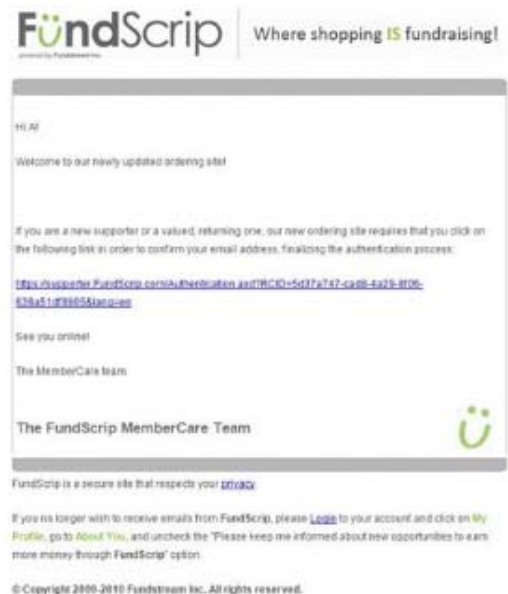 FündScrip
Where shopping IS fundraising!
powered by Fundstream Inc.
Hi Al
Welcome to our newly updated ordering site!
If you are a new supporter or a valued, returning one, our new ordering site requires that you click on
the following link in order to confirm your email address, finalizing the authentication process:
See you online!
The MemberCare team
The FundScrip MemberCare Team
FundScrip is a secure site that respects your privacy.
If you no longer wish to receive emails from FundScrip, please Login to your account and click on My
Profile, go to About You, and uncheck the "Please keep me informed about new opportunities to earn
more money through FundScrip" option.
© Copyright 2009-2010 Fundstream Inc. All rights reserved.